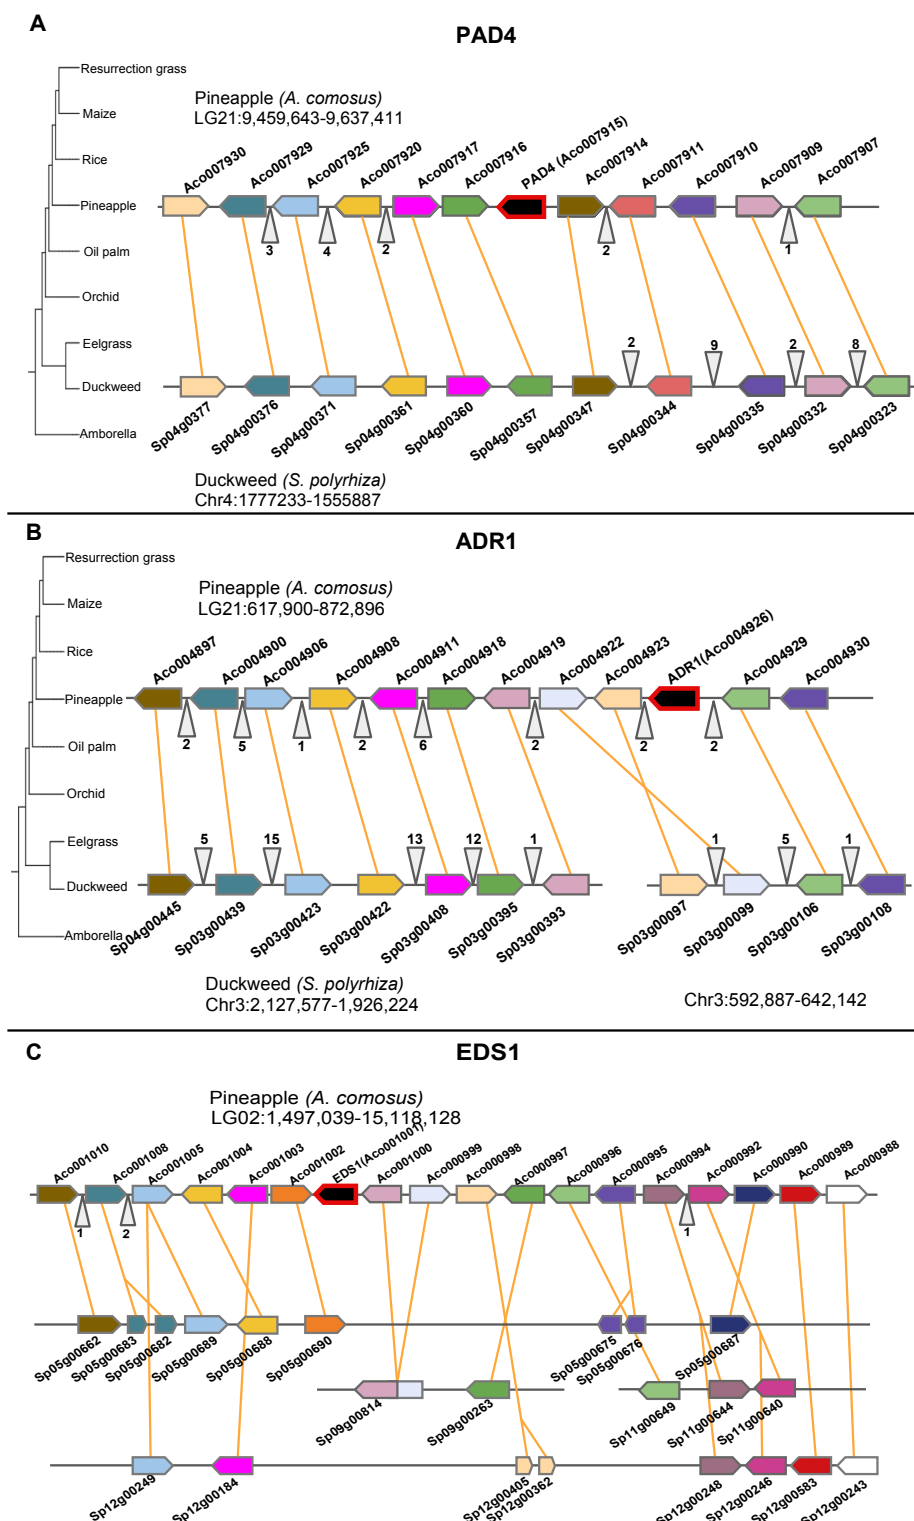 A
PAD4
Resurrection grass
Maize
Rice
Pineapple
Oil palm
Orchid
Eelgrass
Duckweed
Amborella
Pineapple (A. comosus)
LG21:9,459,643-9,637,411
Aco007930
Aco007929
Aco007925
Aco007920
Aco007917
Aco007916
PAD4 (Aco007915)
Aco007914
Aco007911
Aco007910
Aco007909
Aco007907
3
4
2
2
1
2
9
2
8
Sp04g00377
Sp04g00376
Sp04g00371
Sp04g00361
Sp04g00360
Sp04g00357
Sp04g00347
Sp04g00344
Sp04g00335
Sp04g00332
Sp04g00323
Duckweed (S. polyrhiza)
Chr4:1777233-1555887
B
ADR1
Resurrection grass
Maize
Rice
Pineapple
Oil palm
Orchid
Eelgrass
Duckweed
Amborella
Pineapple (A. comosus)
LG21:617,900-872,896
Aco004897
Aco004900
Aco004906
Aco004908
Aco004911
Aco004918
Aco004919
Aco004922
Aco004923
ADR1(Aco004926)
Aco004929
Aco004930
2
5
1
2
6
2
2
2
5
15
13
12
1
1
5
1
Sp04g00445
Sp03g00439
Sp03g00423
Sp03g00422
Sp03g00408
Sp03g00395
Sp03g00393
Sp03g00097
Sp03g00099
Sp03g00106
Sp03g00108
Duckweed (S. polyrhiza)
Chr3:2,127,577-1,926,224
Chr3:592,887-642,142
C
EDS1
Pineapple (A. comosus)
LG02:1,497,039-15,118,128
Aco001010
Aco001008
Aco001005
Aco001004
Aco001003
Aco001002
EDS1(Aco001001)
Aco001000
Aco000999
Aco000998
Aco000997
Aco000996
Aco000995
Aco000994
Aco000992
Aco000990
Aco000989
Aco000988
1
2
1
Sp05g00662
Sp05g00683
Sp05g00682
Sp05g00689
Sp05g00688
Sp05g00690
Sp05g00675
Sp05g00676
Sp05g00687
Sp09g00814
Sp09g00263
Sp11g00649
Sp11g00644
Sp11g00640
Sp12g00249
Sp12g00184
Sp12g00405
Sp12g00362
Sp12g00248
Sp12g00246
Sp12g00583
Sp12g00243